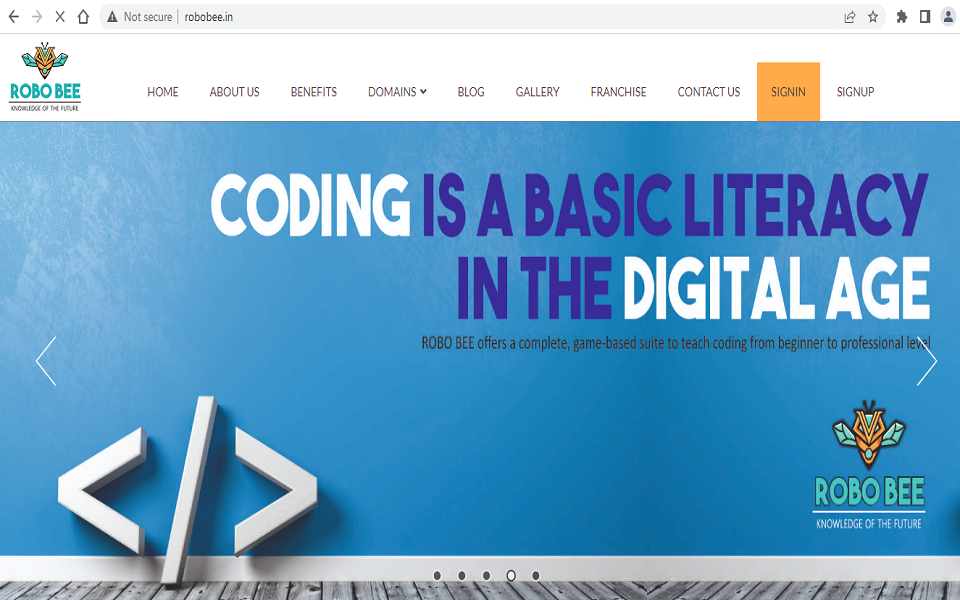 Not secure | robobee.in
ROBO BEE
KNOWLEDGE OF THE FUTURE
HOME ABOUT US BENEFITS DOMAINS BLOG GALLERY FRANCHISE CONTACT US SIGNIN SIGNUP
CODING IS A BASIC LITERACY
IN THE DIGITAL AGE
ROBO BEE offers a complete, game-based suite to teach coding from beginner to professional level
</>
ROBO BEE
KNOWLEDGE OF THE FUTURE